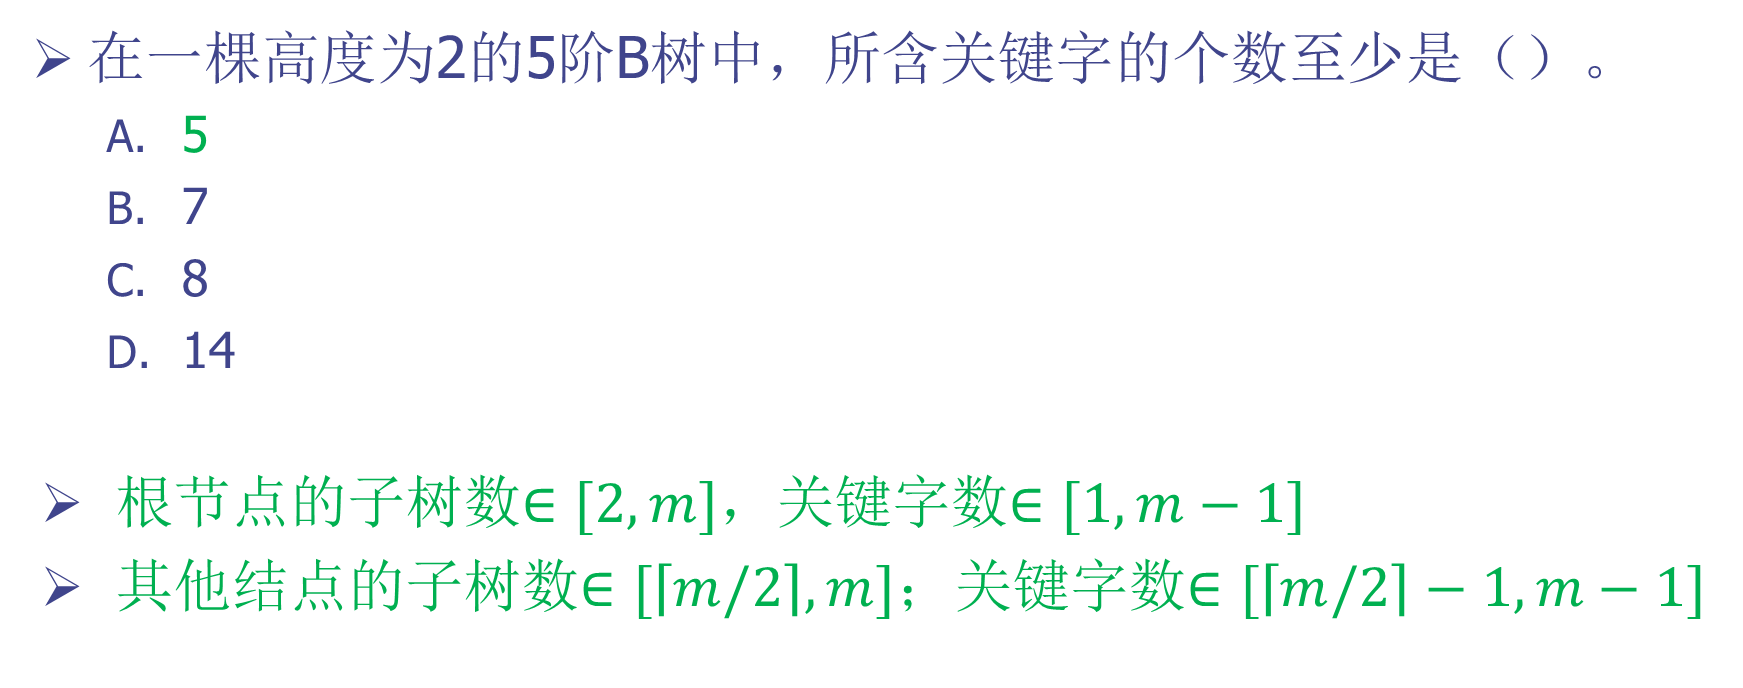 ➢ 在一棵高度为2的5阶B树中，所含关键字的个数至少是（）。
A. 5
B. 7
C. 8
D. 14
➢ 根节点的子树数∈ [2, m]，关键字数∈ [1, m − 1]
➢ 其他结点的子树数∈ [⌈m/2⌉, m]；关键字数∈ [⌈m/2⌉ − 1, m − 1]